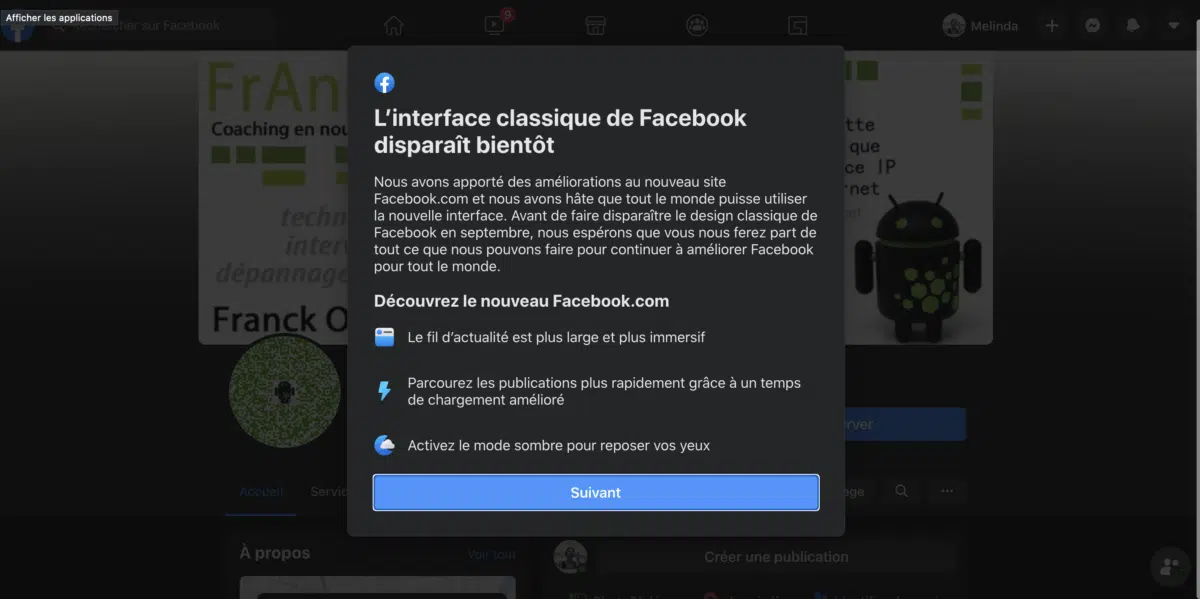 Afficher les applications
Rechercher sur Facebook
9
Melinda
FrAn
Coaching en nou
techn
interv
dépannage
Franck O
tte
que
ce IP
net
L'interface classique de Facebook
disparaît bientôt
Nous avons apporté des améliorations au nouveau site
Facebook.com et nous avons hâte que tout le monde puisse utiliser
la nouvelle interface. Avant de faire disparaître le design classique de
Facebook en septembre, nous espérons que vous nous ferez part de
tout ce que nous pouvons faire pour continuer à améliorer Facebook
pour tout le monde.
Découvrez le nouveau Facebook.com
Le fil d'actualité est plus large et plus immersif
Parcourez les publications plus rapidement grâce à un temps
de chargement amélioré
Activez le mode sombre pour reposer vos yeux
Suivant
rver
Accueil
Servic
age
À propos
Voir tout
Créer une publication